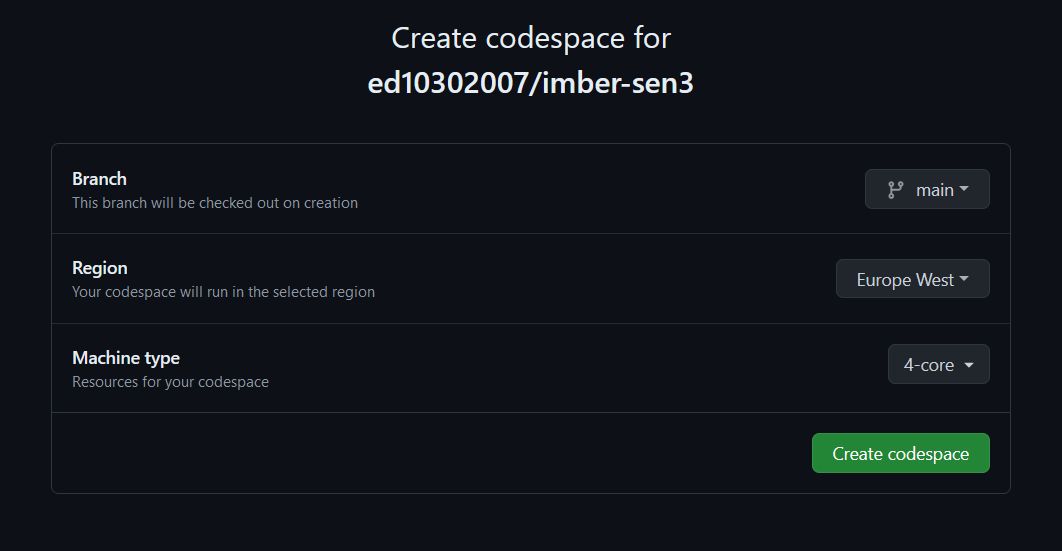 Create codespace for
ed10302007/imber-sen3
Branch
This branch will be checked out on creation
main
Region
Your codespace will run in the selected region
Europe West
Machine type
Resources for your codespace
4-core
Create codespace